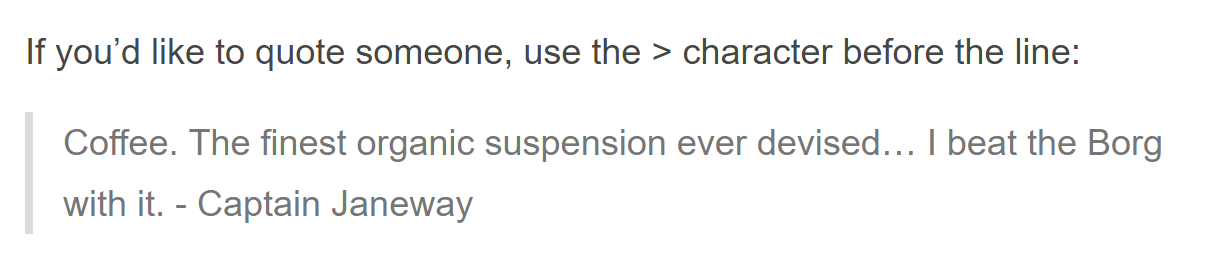 If you’d like to quote someone, use the > character before the line:
Coffee. The finest organic suspension ever devised… I beat the Borg
with it. - Captain Janeway